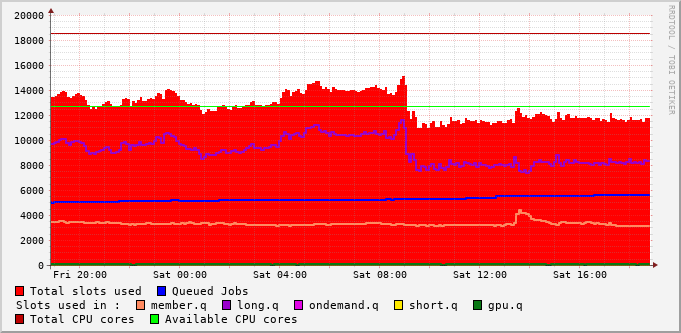 20000
18000
16000
14000
12000
10000
8000
6000
4000
2000
0
Fri 20:00 Sat 00:00 Sat 04:00 Sat 08:00 Sat 12:00 Sat 16:00
Total slots used Queued Jobs
Slots used in : member.q long.q ondemand.q short.q gpu.q
Total CPU cores Available CPU cores
RRDTOOL / TOBI OETIKER